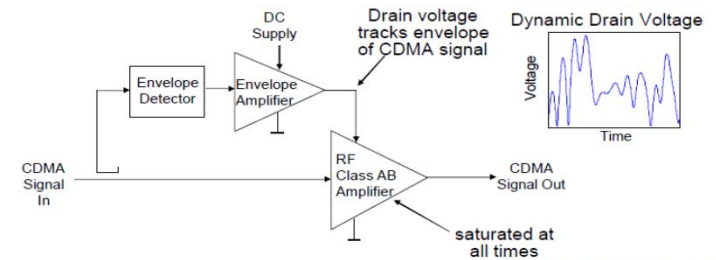 DC
Supply
Drain voltage
tracks envelope
of CDMA signal
Dynamic Drain Voltage
Voltage
Time
Envelope
Detector
Envelope
Amplifier
CDMA
Signal
In
RF
Class AB
Amplifier
CDMA
Signal Out
saturated at
all times